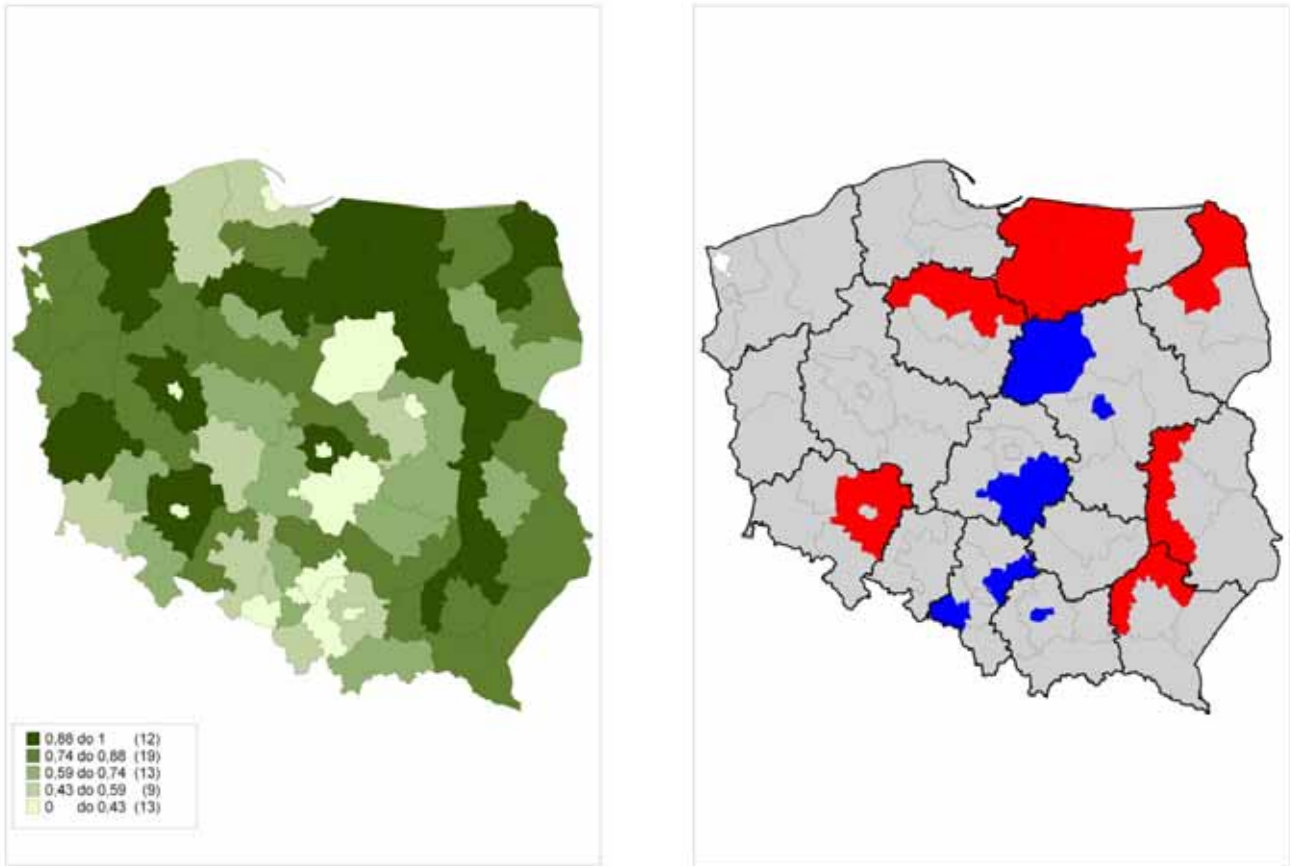 0,88 do 1 (12)
0,74 do 0,88 (19)
0,59 do 0,74 (13)
0,43 do 0,59 (9)
0 do 0,43 (13)